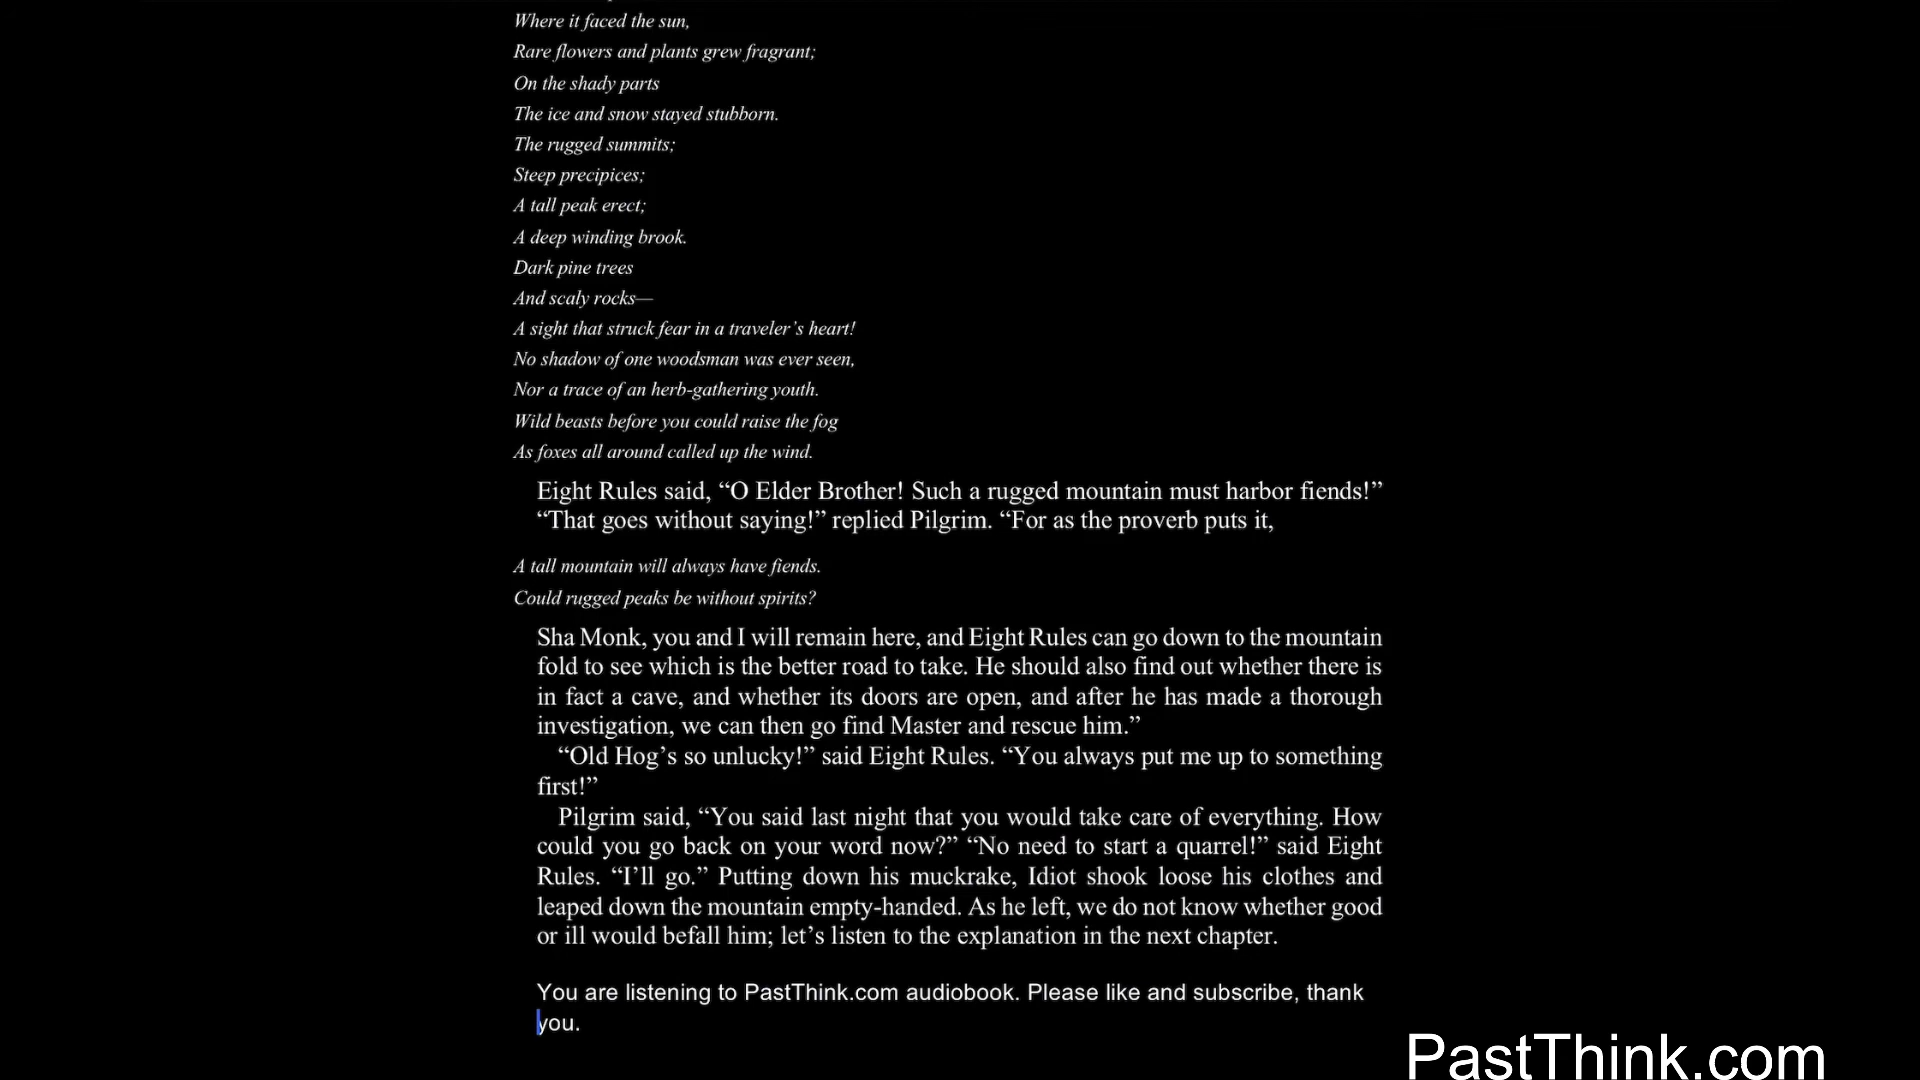 Where it faced the sun,
Rare flowers and plants grew fragrant;
On the shady parts
The ice and snow stayed stubborn.
The rugged summits;
Steep precipices;
A tall peak erect;
A deep winding brook.
Dark pine trees
And scaly rocks—
A sight that struck fear in a traveler’s heart!
No shadow of one woodsman was ever seen,
Nor a trace of an herb-gathering youth.
Wild beasts before you could raise the fog
As foxes all around called up the wind.
Eight Rules said, “O Elder Brother! Such a rugged mountain must harbor fiends!”
“That goes without saying!” replied Pilgrim. “For as the proverb puts it,
A tall mountain will always have fiends.
Could rugged peaks be without spirits?
Sha Monk, you and I will remain here, and Eight Rules can go down to the mountain
fold to see which is the better road to take. He should also find out whether there is
in fact a cave, and whether its doors are open, and after he has made a thorough
investigation, we can then go find Master and rescue him.”
“Old Hog’s so unlucky!” said Eight Rules. “You always put me up to something
first!”
Pilgrim said, “You said last night that you would take care of everything. How
could you go back on your word now?” “No need to start a quarrel!” said Eight
Rules. “I’ll go.” Putting down his muckrake, Idiot shook loose his clothes and
leaped down the mountain empty-handed. As he left, we do not know whether good
or ill would befall him; let’s listen to the explanation in the next chapter.
You are listening to PastThink.com audiobook. Please like and subscribe, thank
you.
PastThink.com